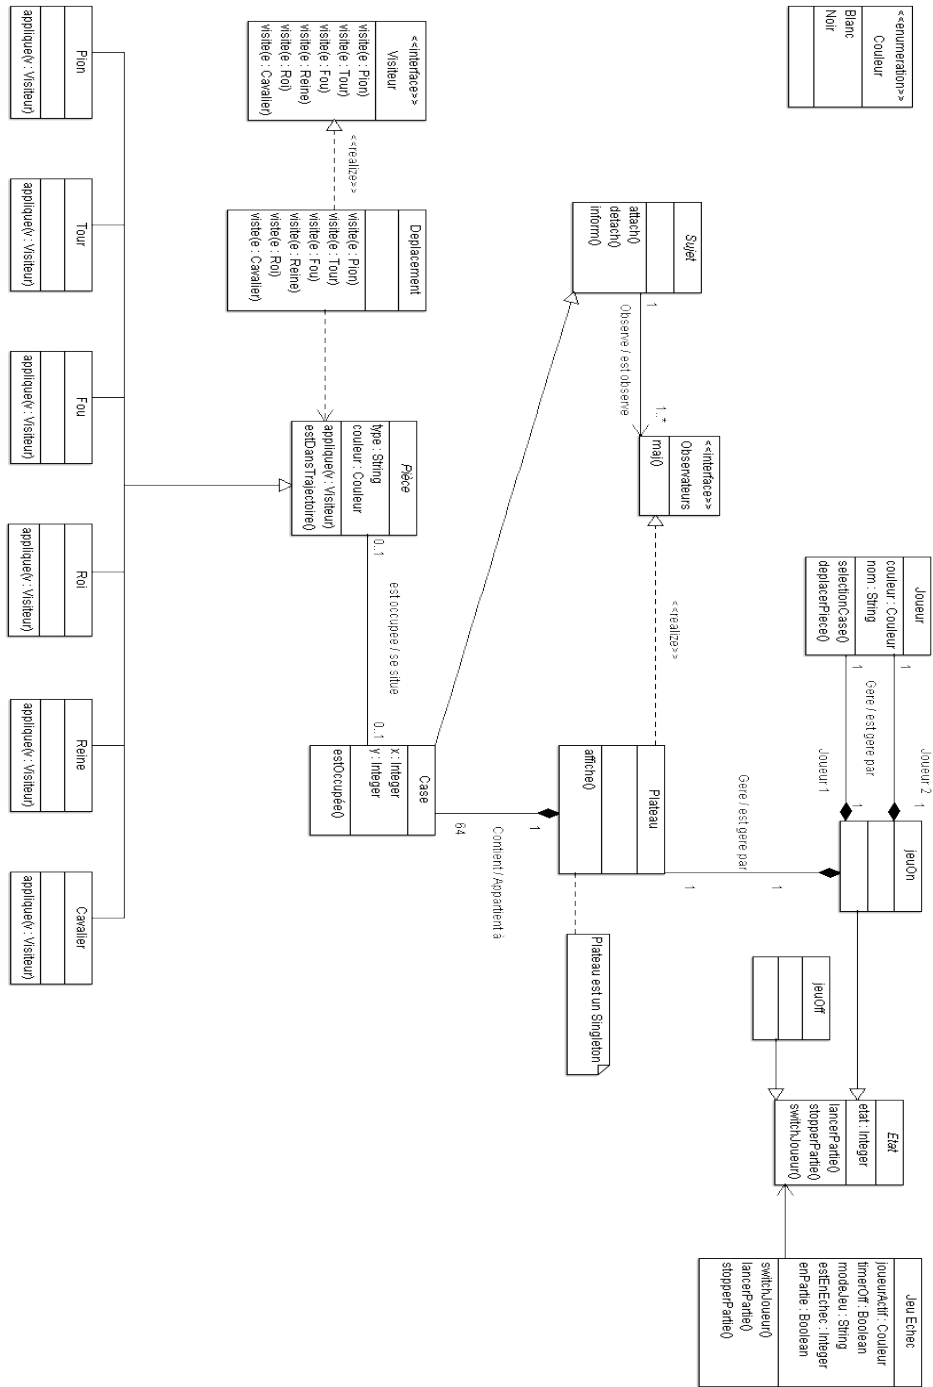 <<enumeration>>
Couleur
Blanc
Noir
<<interface>>
Visiteur
visite(e : Pion)
visite(e : Tour)
visite(e : Fou)
visite(e : Reine)
visite(e : Roi)
visite(e : Cavalier)
<<realize>>
Deplacement
visite(e : Pion)
visite(e : Tour)
visite(e : Fou)
visite(e : Reine)
viste(e : Roi)
viste(e : Cavalier)
Sujet
attach()
detach()
inform()
1
Observe / est observe
1..*
<<interface>>
Observateurs
maj()
<<realize>>
Joueur
couleur : Couleur
nom : String
selectionCase()
deplacerPiece()
1
1
Gere / est gere par
Joueur 2
1
Joueur 1
1
jeuOn
Gere / est gere par
1
1
Plateau
affiche()
Plateau est un Singleton
1
Contient / Appartient à
64
Case
x : Integer
y : Integer
estOccupée()
0..1
est occupée / se situe
0..1
Pièce
type : String
couleur : Couleur
applique(v : Visiteur)
estDansTrajectoire()
jeuOff
Etat
etat : Integer
lancerPartie()
stopperPartie()
switchJoueur()
Jeu Echec
joueurActif : Couleur
timerOff : Boolean
modeJeu : String
estEnEchec : Integer
enPartie : Boolean
switchJoueur()
lancerPartie()
stopperPartie()
Pion
applique(v : Visiteur)
Tour
applique(v : Visiteur)
Fou
applique(v : Visiteur)
Roi
applique(v : Visiteur)
Reine
applique(v : Visiteur)
Cavalier
applique(v : Visiteur)